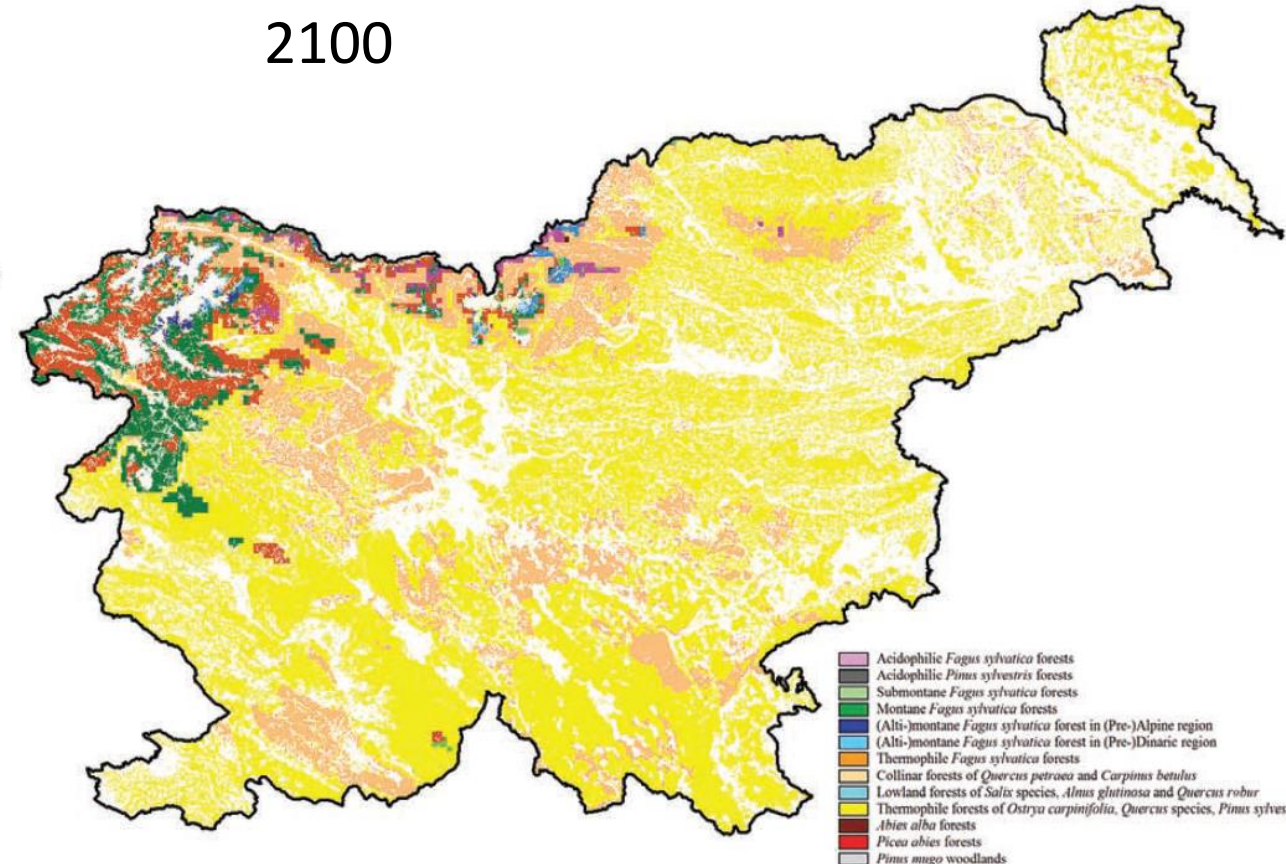 2100
Acidophilic Fagus sylvatica forests
Acidophilic Pinus sylvestris forests
Submontane Fagus sylvatica forests
Montane Fagus sylvatica forests
(Alti-)montane Fagus sylvatica forest in (Pre-)Alpine region
(Alti-)montane Fagus sylvatica forest in (Pre-)Dinaric region
Thermophile Fagus sylvatica forests
Collinar forests of Quercus petraea and Carpinus betulus
Lowland forests of Salix species, Alnus glutinosa and Quercus robur
Thermophile forests of Ostrya carpinifolia, Quercus species, Pinus sylves
Abies alba forests
Picea abies forests
Pinus mugo woodlands